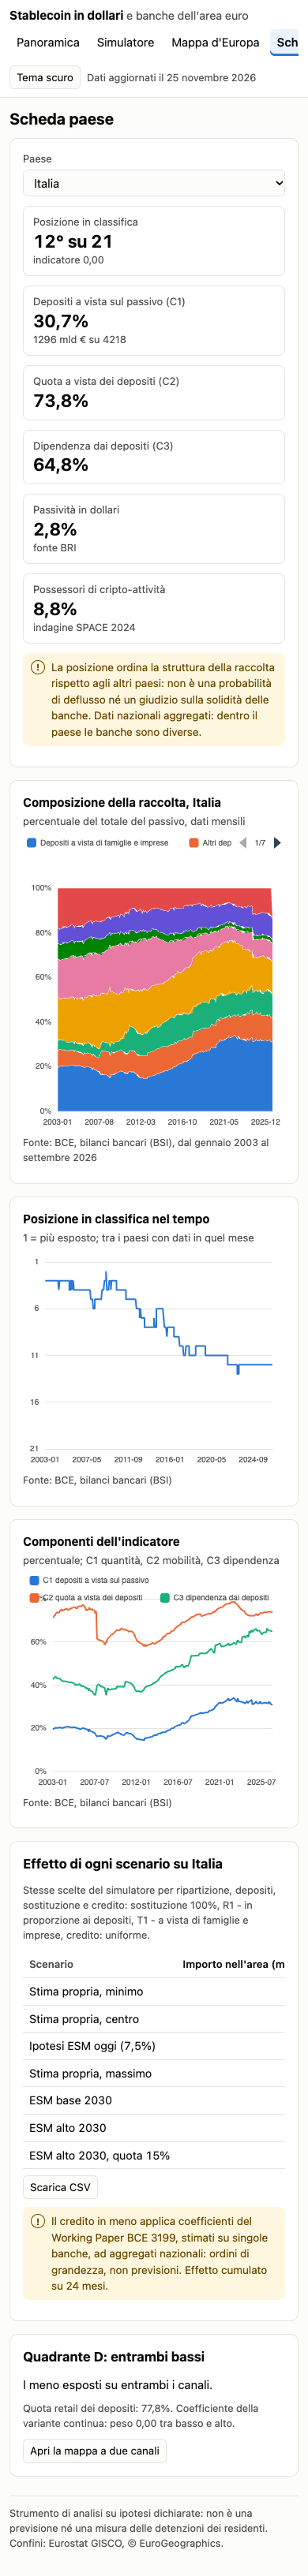 Stablecoin in dollari e banche dell'area euro
Panoramica Simulatore Mappa d'Europa Sch
Tema scuro Dati aggiornati il 25 novembre 2026
Scheda paese
Paese
Italia
Posizione in classifica
12° su 21
indicatore 0,00
Depositi a vista sul passivo (C1)
30,7%
1296 mld € su 4218
Quota a vista dei depositi (C2)
73,8%
Dipendenza dai depositi (C3)
64,8%
Passività in dollari
2,8%
fonte BRI
Possessori di cripto-attività
8,8%
indagine SPACE 2024
La posizione ordina la struttura della raccolta
rispetto agli altri paesi: non è una probabilità
di deflusso né un giudizio sulla solidità delle
banche. Dati nazionali aggregati: dentro il
paese le banche sono diverse.
Composizione della raccolta, Italia
percentuale del totale del passivo, dati mensili
Depositi a vista di famiglie e imprese Altri dep 1/7
100%
80%
60%
40%
20%
0%
2003-01 2007-08 2012-03 2016-10 2021-05 2025-12
Fonte: BCE, bilanci bancari (BSI), dal gennaio 2003 al
settembre 2026
Posizione in classifica nel tempo
1 = più esposto; tra i paesi con dati in quel mese
1
6
11
16
21
2003-01 2007-05 2011-09 2016-01 2020-05 2024-09
Fonte: BCE, bilanci bancari (BSI)
Componenti dell'indicatore
percentuale; C1 quantità, C2 mobilità, C3 dipendenza
C1 depositi a vista sul passivo
C2 quota a vista dei depositi C3 dipendenza dai depositi
60%
40%
20%
0%
2003-01 2007-07 2012-01 2016-07 2021-01 2025-07
Fonte: BCE, bilanci bancari (BSI)
Effetto di ogni scenario su Italia
Stesse scelte del simulatore per ripartizione, depositi,
sostituzione e credito: sostituzione 100%, R1 - in
proporzione ai depositi, T1 - a vista di famiglie e
imprese, credito: uniforme.
Scenario Importo nell'area (m
Stima propria, minimo
Stima propria, centro
Ipotesi ESM oggi (7,5%)
Stima propria, massimo
ESM base 2030
ESM alto 2030
ESM alto 2030, quota 15%
Scarica CSV
Il credito in meno applica coefficienti del
Working Paper BCE 3199, stimati su singole
banche, ad aggregati nazionali: ordini di
grandezza, non previsioni. Effetto cumulato
su 24 mesi.
Quadrante D: entrambi bassi
I meno esposti su entrambi i canali.
Quota retail dei depositi: 77,8%. Coefficiente della
variante continua: peso 0,00 tra basso e alto.
Apri la mappa a due canali
Strumento di analisi su ipotesi dichiarate: non è una
previsione né una misura delle detenzioni dei residenti.
Confini: Eurostat GISCO, © EuroGeographics.